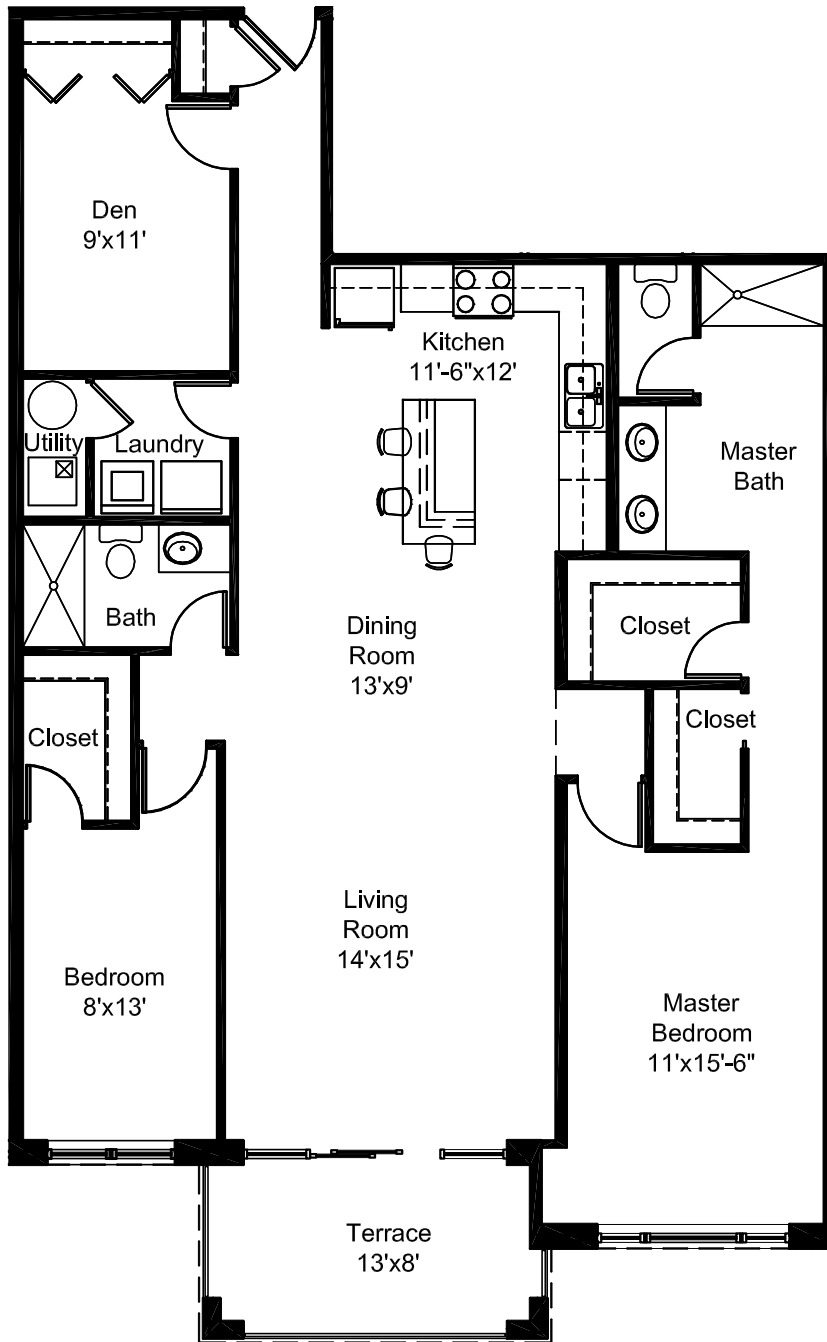 Den
9'x11'
Kitchen
11'-6"x12'
Utility
Laundry
Master
Bath
Bath
Dining
Room
13'x9'
Closet
Closet
Closet
Living
Room
14'x15'
Bedroom
8'x13'
Master
Bedroom
11'x15'-6"
Terrace
13'x8'